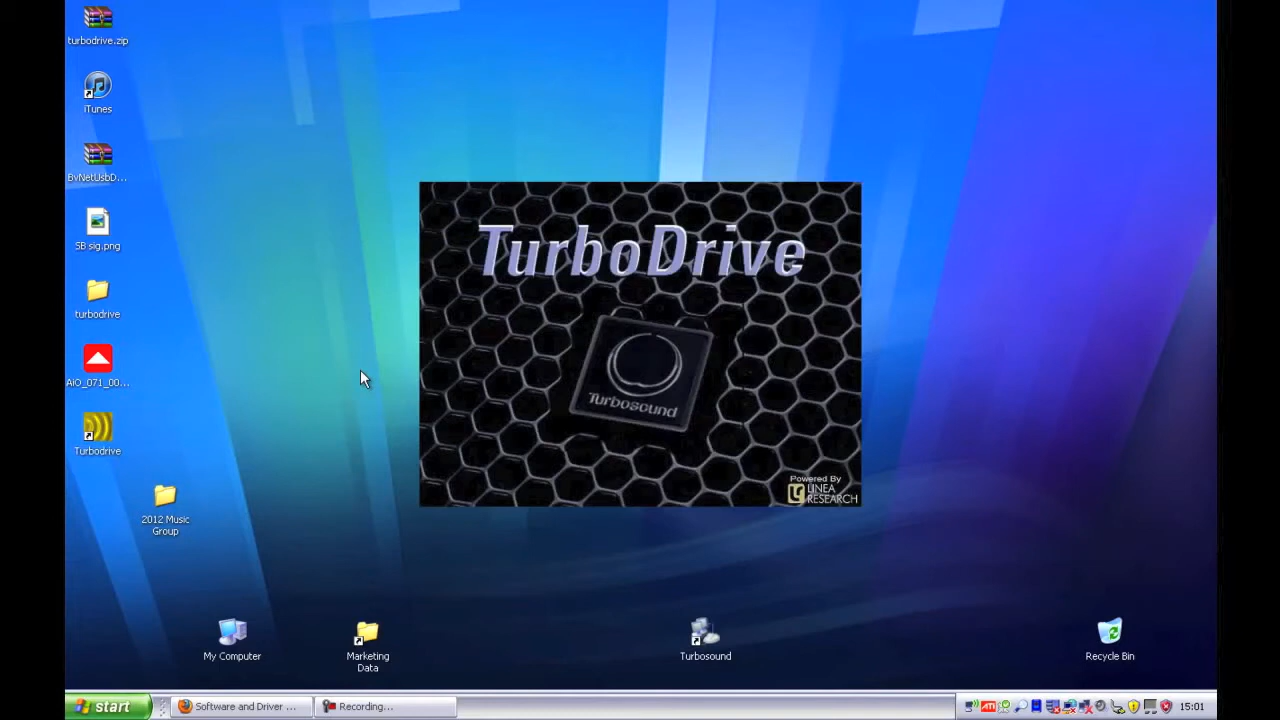 turbodrive.zip
iTunes
BvNetUsbD...
SB sig.png
turbodrive
AiO_071_00...
Turbodrive
2012 Music
Group
TurboDrive
Turbosound
Powered By
LINEA
RESEARCH
My Computer
Marketing
Data
Turbosound
Recycle Bin
start
Software and Driver ...
Recording...
ATI
15:01